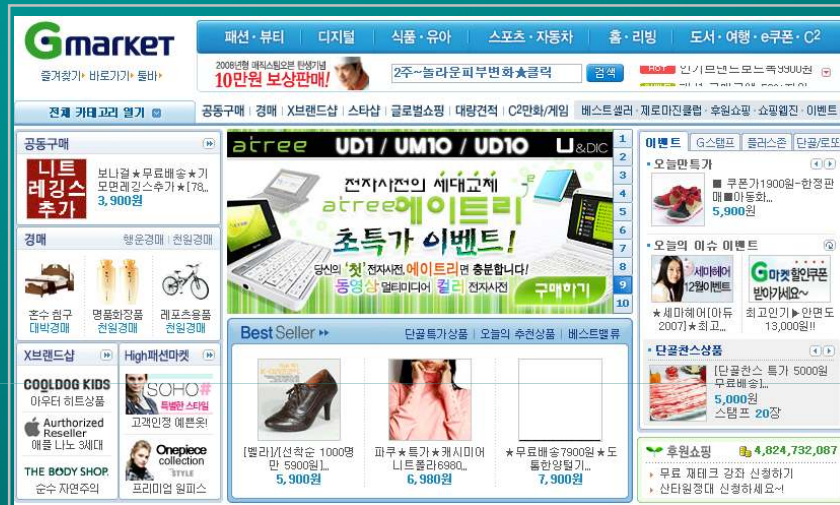 Gmarket
즐겨찾기 바로가기 툴바
패션·뷰티 디지털 식품·유아 스포츠·자동차 홈·리빙 도서·여행·e쿠폰·C2
2008년형 매직스팀오븐 탄생기념
10만원 보상판매!
2주~놀라운피부변화★클릭
검색
전체 카테고리 열기
공동구매 경매 X브랜드샵 스타샵 글로벌쇼핑 대량견적 C2만화/게임 베스트셀러·제로마진클럽·후원쇼핑·쇼핑웹진·이벤트
공동구매
니트
레깅스
추가
보나걸★무료배송★기
모면레깅스추가★[78...
3,900원
경매
행운경매 천원경매
혼수침구
대박경매
명품화장품
천원경매
레포츠용품
천원경매
X브랜드샵
COOLDOG KIDS
아우터 히트상품
Aurthorized
Reseller
애플 나노 3세대
THE BODY SHOP.
순수 자연주의
High패션마켓
SOHO#
특별한 스타일
고객인정 예쁜옷!
Onepiece
collection
STYLE
프리미엄 원피스
atree UD1 / UM10 / UD10 U&DIC
전자사전의 세대교체
atree에이트리
초특가 이벤트!
당신의 '첫' 전자사전, 에이트리면 충분합니다!
동영상 멀티미디어 컬러 전자사전
구매하기
1
2
3
4
5
6
7
8
9
10
Best Seller
단골특가상품 오늘의 추천상품 베스트밸류
[벨라]/[선착순 1000명
만 5900원]...
5,900원
파쿠★특가★캐시미어
니트폴라6980...
6,980원
★무료배송7900원★도
톰한양털기...
7,900원
이벤트 G스탬프 플러스존 단골/로또
오늘만특가
■ 쿠폰가1900원-한정판
매■아동화...
5,900원
오늘의 이슈 이벤트
세미헤어
12월이벤트
★세미헤어[아듀
2007]★최고...
G마켓할인쿠폰
받아가세요~
최고인기▶안면도
13,000원!!
단골찬스상품
[단골찬스 특가 5000원
무료배송]...
5,000원
스탬프 20장
후원쇼핑
4,824,732,087
무료 재테크 강좌 신청하기
산타원정대 신청하세요~!